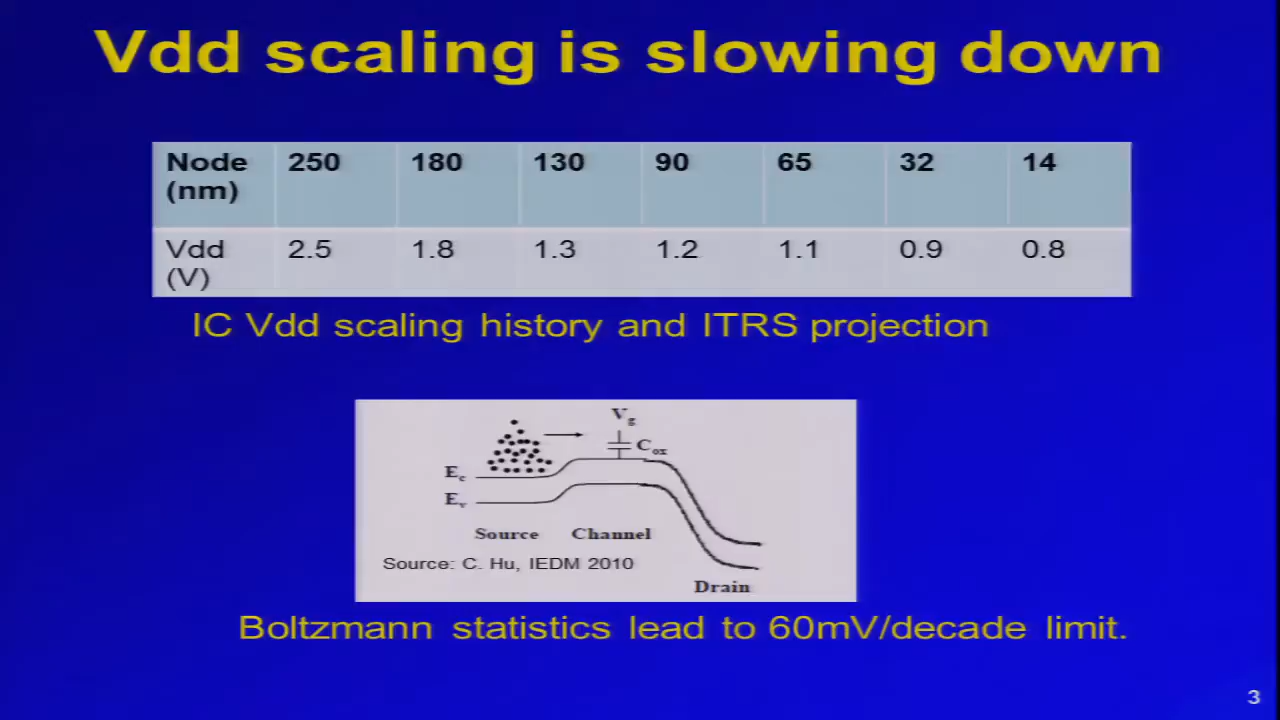 Vdd scaling is slowing down
Node (nm) 250 180 130 90 65 32 14
Vdd (V) 2.5 1.8 1.3 1.2 1.1 0.9 0.8
IC Vdd scaling history and ITRS projection
Vg
Cox
Ec
Ev
Source Channel
Source: C. Hu, IEDM 2010
Drain
Boltzmann statistics lead to 60mV/decade limit.
3